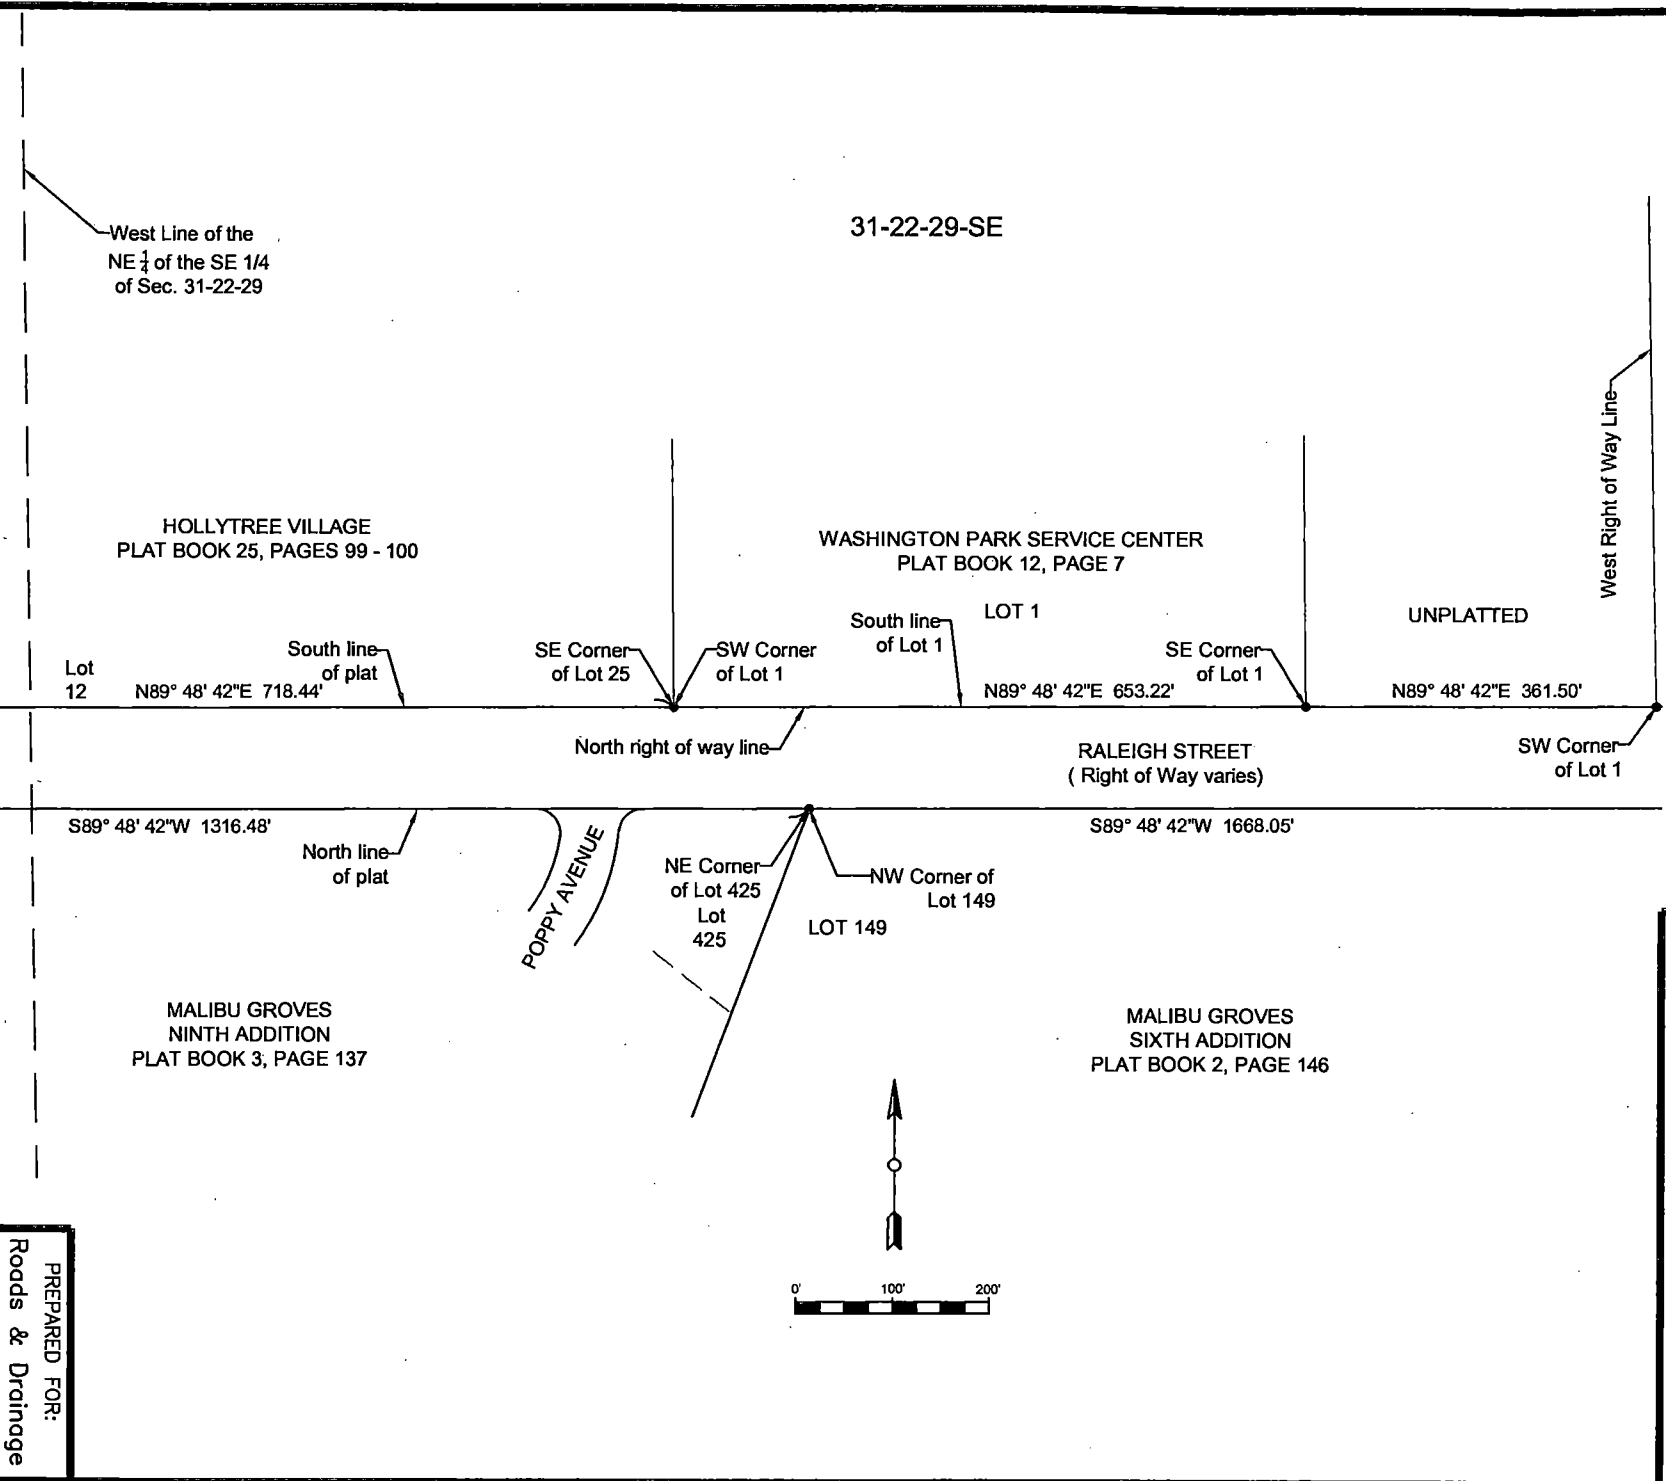 31-22-29-SE
West Line of the
NE 1/4 of the SE 1/4
of Sec. 31-22-29
West Right of Way Line
HOLLYTREE VILLAGE
PLAT BOOK 25, PAGES 99 - 100
WASHINGTON PARK SERVICE CENTER
PLAT BOOK 12, PAGE 7
LOT 1
UNPLATTED
Lot
12
N89° 48' 42"E 718.44'
South line
of plat
SE Corner
of Lot 25
SW Corner
of Lot 1
South line
of Lot 1
N89° 48' 42"E 653.22'
SE Corner
of Lot 1
N89° 48' 42"E 361.50'
North right of way line
RALEIGH STREET
( Right of Way varies)
SW Corner
of Lot 1
S89° 48' 42"W 1316.48'
North line
of plat
POPPY AVENUE
NE Corner
of Lot 425
Lot
425
NW Corner of
Lot 149
LOT 149
S89° 48' 42"W 1668.05'
MALIBU GROVES
NINTH ADDITION
PLAT BOOK 3, PAGE 137
MALIBU GROVES
SIXTH ADDITION
PLAT BOOK 2, PAGE 146
0' 100' 200'
PREPARED FOR:
Roads & Drainage